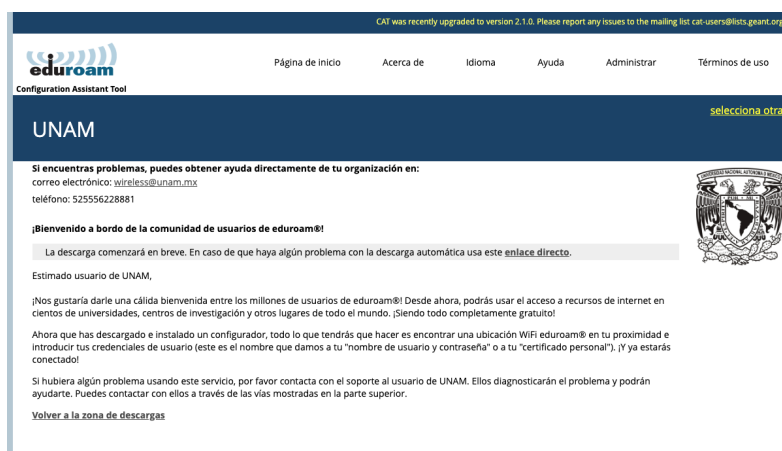 CAT was recently upgraded to version 2.1.0. Please report any issues to the mailing list cat-users@lists.geant.org
eduroam
Configuration Assistant Tool
Página de inicio Acerca de Idioma Ayuda Administrar Términos de uso
selecciona otra
UNAM
Si encuentras problemas, puedes obtener ayuda directamente de tu organización en:
correo electrónico: wireless@unam.mx
teléfono: 525556228881
¡Bienvenido a bordo de la comunidad de usuarios de eduroam®!
La descarga comenzará en breve. En caso de que haya algún problema con la descarga automática usa este enlace directo.
Estimado usuario de UNAM,
¡Nos gustaría darle una cálida bienvenida entre los millones de usuarios de eduroam®! Desde ahora, podrás usar el acceso a recursos de internet en
cientos de universidades, centros de investigación y otros lugares de todo el mundo. ¡Siendo todo completamente gratuito!
Ahora que has descargado e instalado un configurador, todo lo que tendrás que hacer es encontrar una ubicación WiFi eduroam® en tu proximidad e
introducir tus credenciales de usuario (este es el nombre que damos a tu "nombre de usuario y contraseña" o a tu "certificado personal"). ¡Y ya estarás
conectado!
Si hubiera algún problema usando este servicio, por favor contacta con el soporte al usuario de UNAM. Ellos diagnosticarán el problema y podrán
ayudarte. Puedes contactar con ellos a través de las vías mostradas en la parte superior.
Volver a la zona de descargas